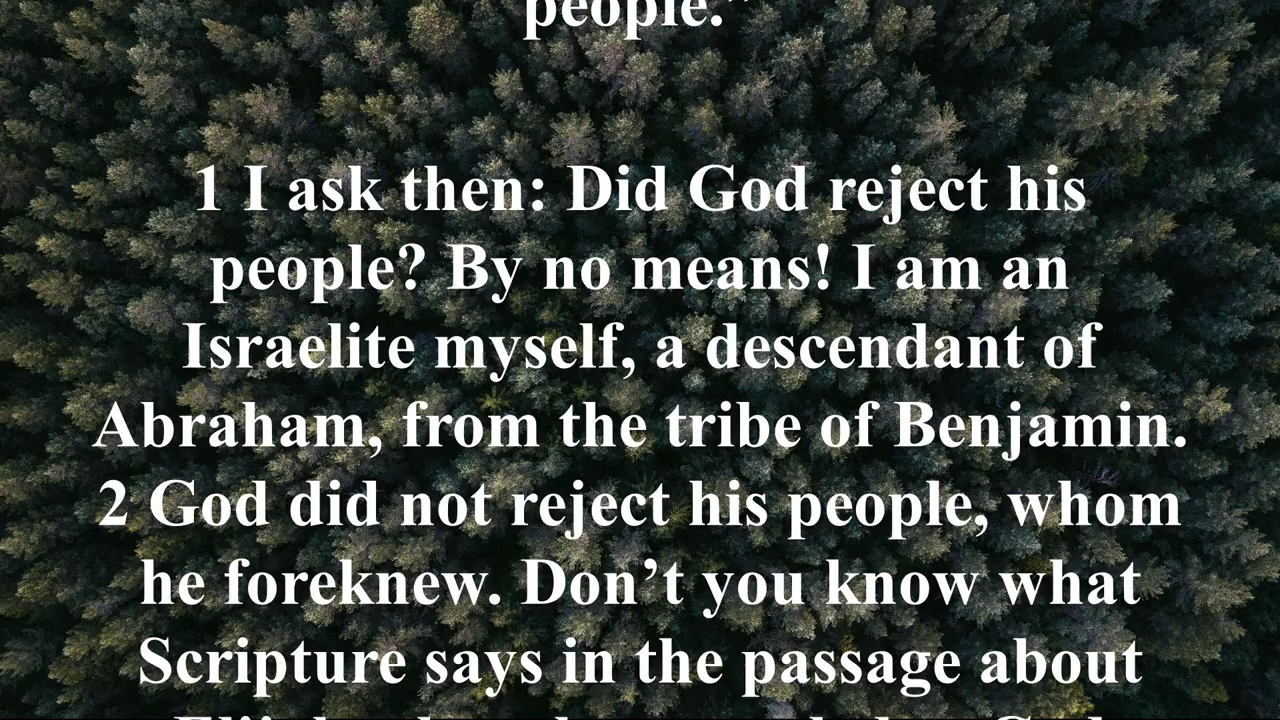 people.”
1 I ask then: Did God reject his
people? By no means! I am an
Israelite myself, a descendant of
Abraham, from the tribe of Benjamin.
2 God did not reject his people, whom
he foreknew. Don’t you know what
Scripture says in the passage about